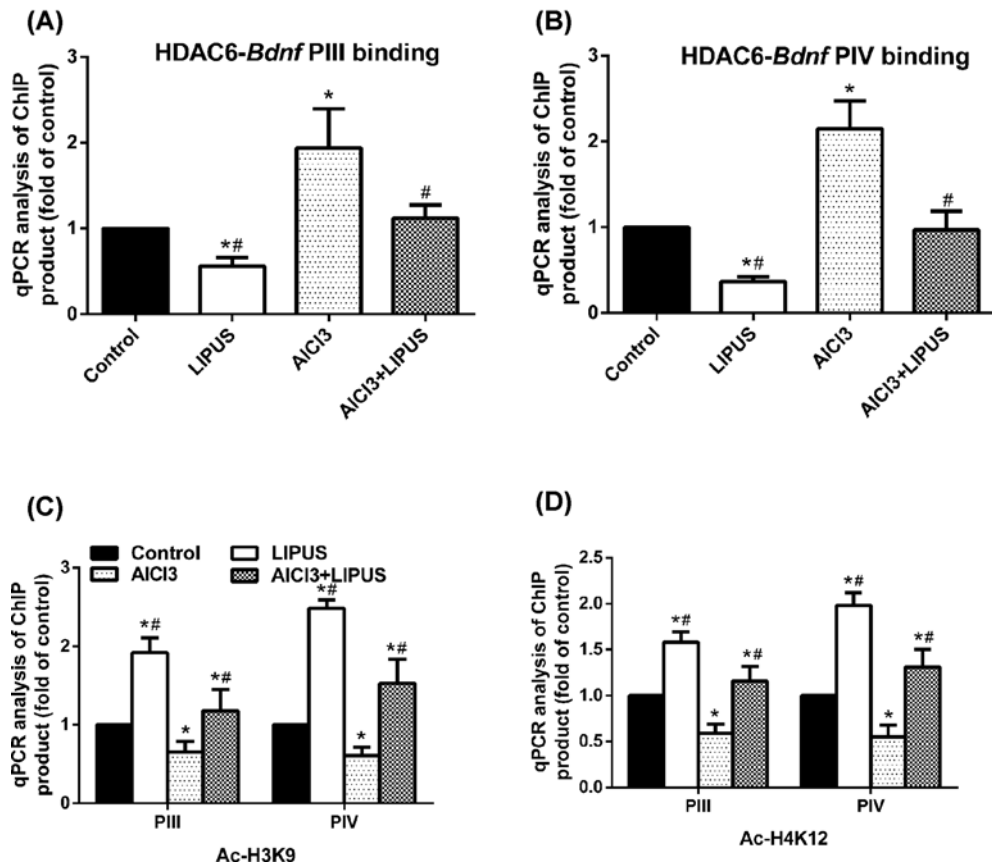 (A)
HDAC6-Bdnf PIII binding
qPCR analysis of ChIP
product (fold of control)
3
2
1
0
*#
*
#
Control
LIPUS
AlCl3
AlCl3+LIPUS
(B)
HDAC6-Bdnf PIV binding
qPCR analysis of ChIP
product (fold of control)
3
2
1
0
*#
*
#
Control
LIPUS
AlCl3
AlCl3+LIPUS
(C)
Control
LIPUS
AlCl3
AlCl3+LIPUS
qPCR analysis of ChIP
product (fold of control)
3
2
1
0
*#
*
*#
*#
*
*#
PIII
PIV
Ac-H3K9
(D)
qPCR analysis of ChIP
product (fold of control)
2.5
2.0
1.5
1.0
0.5
0.0
*#
*
*#
*#
*
*#
PIII
PIV
Ac-H4K12